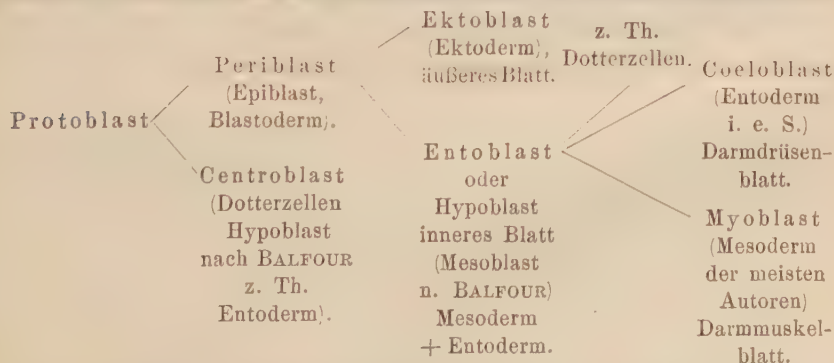 Protoblast
Periblast
(Epiblast,
Blastoderm).
Centroblast
(Dotterzellen
Hypoblast
nach BALFOUR
z. Th.
Entoderm).
Ektoblast
(Ektoderm),
äußeres Blatt.
Entoblast
oder
Hypoblast
inneres Blatt
(Mesoblast
n. BALFOUR)
Mesoderm
+ Entoderm.
z. Th.
Dotterzellen.
Coeloblast
(Entoderm
i. e. S.)
Darmdrüsen-
blatt.
Myoblast
(Mesoderm
der meisten
Autoren)
Darmmuskel-
blatt.